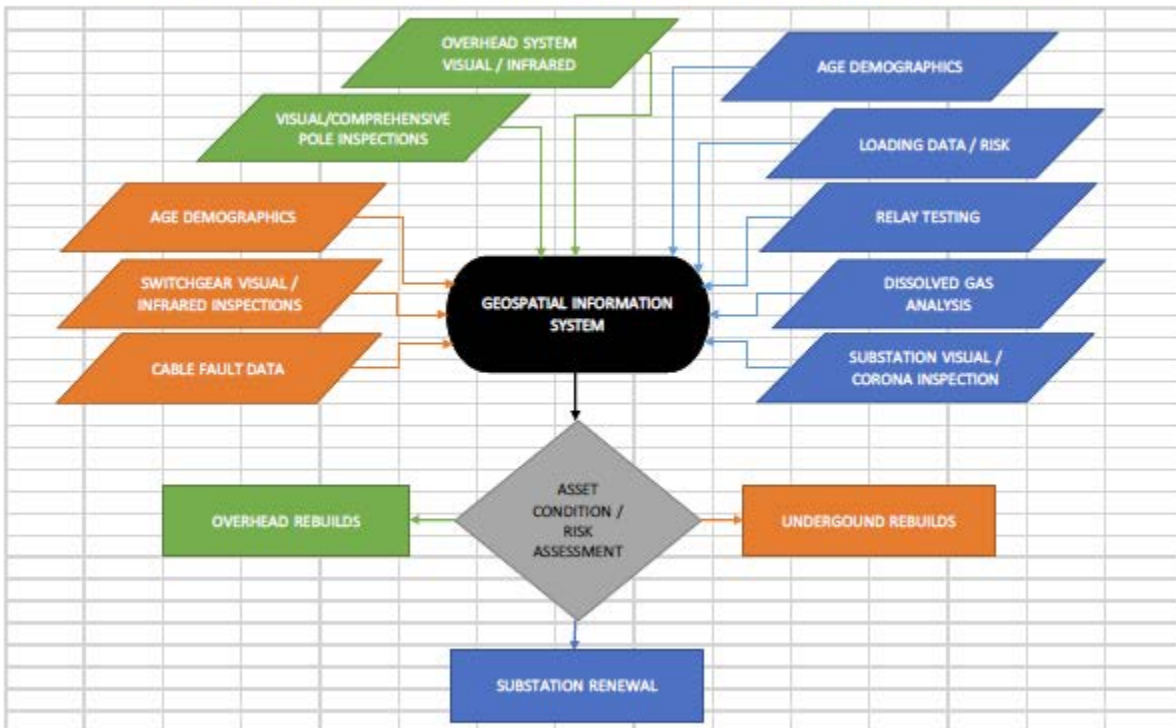 OVERHEAD SYSTEM
VISUAL / INFRARED
AGE DEMOGRAPHICS
VISUAL/COMPREHENSIVE
POLE INSPECTIONS
LOADING DATA / RISK
AGE DEMOGRAPHICS
RELAY TESTING
SWITCHGEAR VISUAL /
INFRARED INSPECTIONS
GEOSPATIAL INFORMATION
SYSTEM
DISSOLVED GAS
ANALYSIS
CABLE FAULT DATA
SUBSTATION VISUAL /
CORONA INSPECTION
ASSET
CONDITION /
RISK
ASSESSMENT
OVERHEAD REBUILDS
UNDERGOUND REBUILDS
SUBSTATION RENEWAL